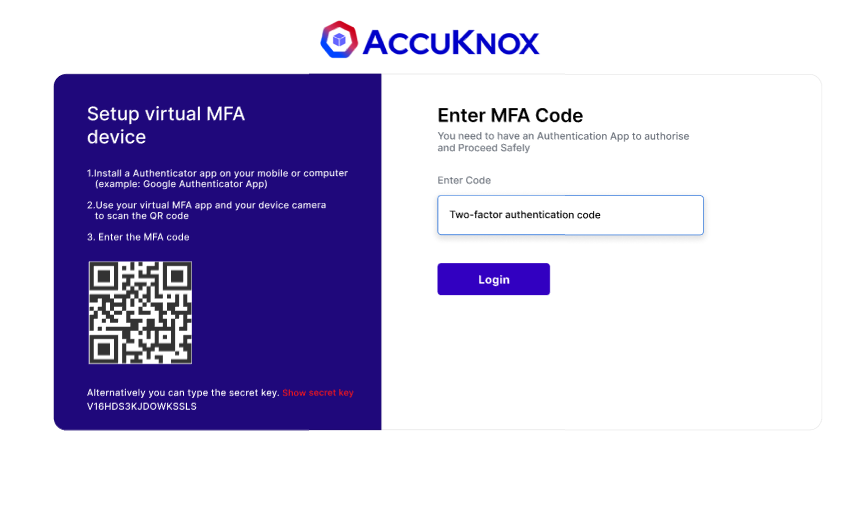 ACCUKNOX
Setup virtual MFA
device
1.Install a Authenticator app on your mobile or computer
(example: Google Authenticator App)
2.Use your virtual MFA app and your device camera
to scan the QR code
3. Enter the MFA code
Alternatively you can type the secret key. Show secret key
V16HDS3KJDOWKSSLS
Enter MFA Code
You need to have an Authentication App to authorise
and Proceed Safely
Enter Code
Two-factor authentication code
Login